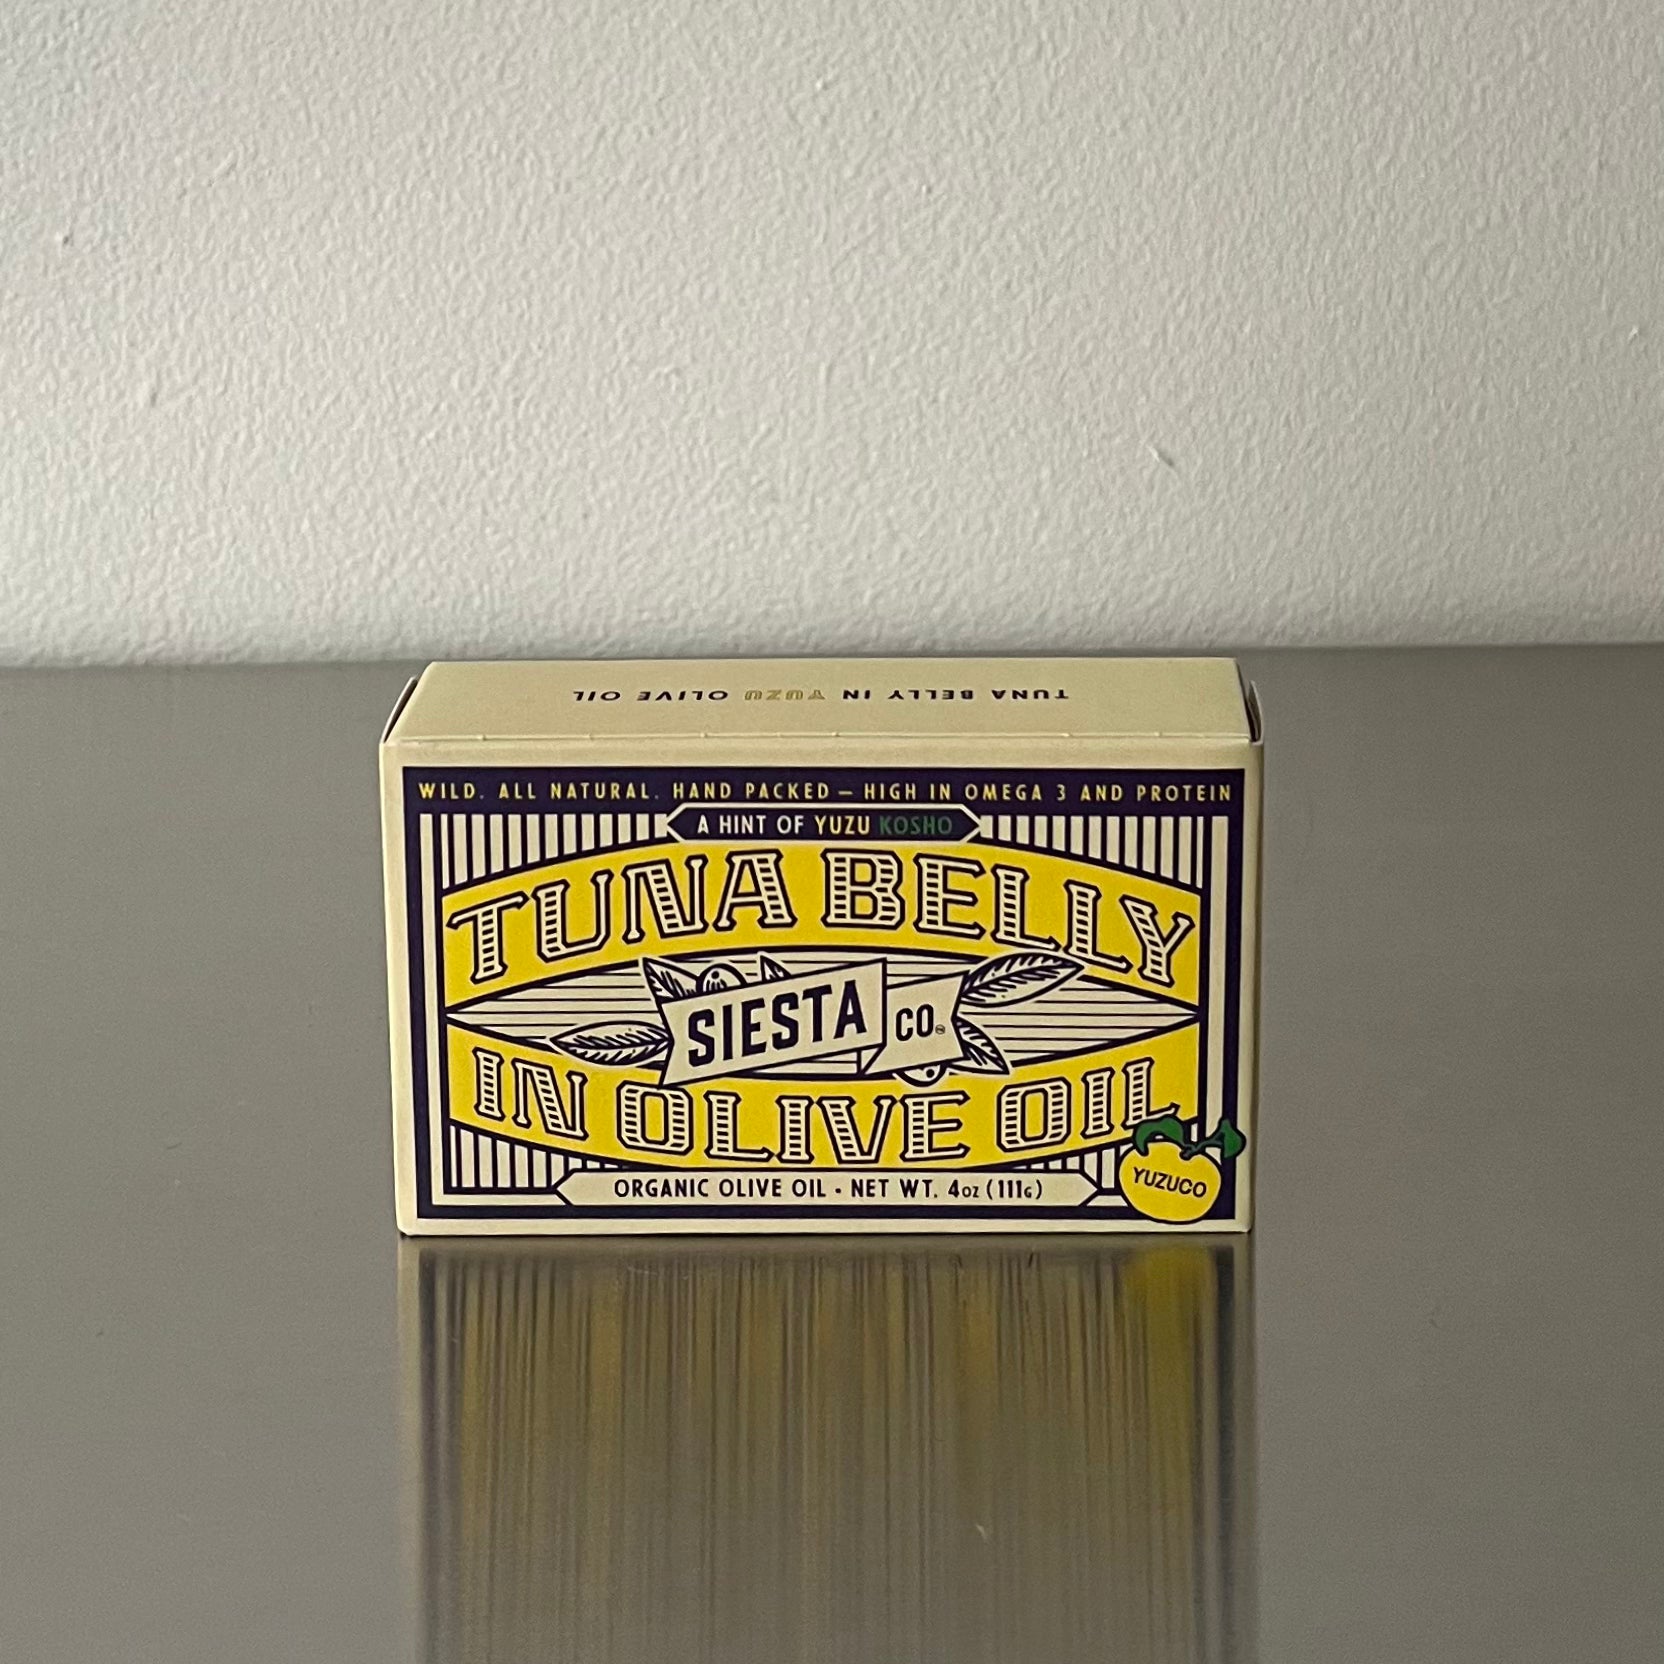 TUNA BELLY IN YUZU OLIVE OIL
WILD. ALL NATURAL. HAND PACKED – HIGH IN OMEGA 3 AND PROTEIN
A HINT OF YUZU KOSHO
TUNA BELLY
SIESTA CO.
IN OLIVE OIL
YUZUCO
ORGANIC OLIVE OIL • NET WT. 4oz (111G)